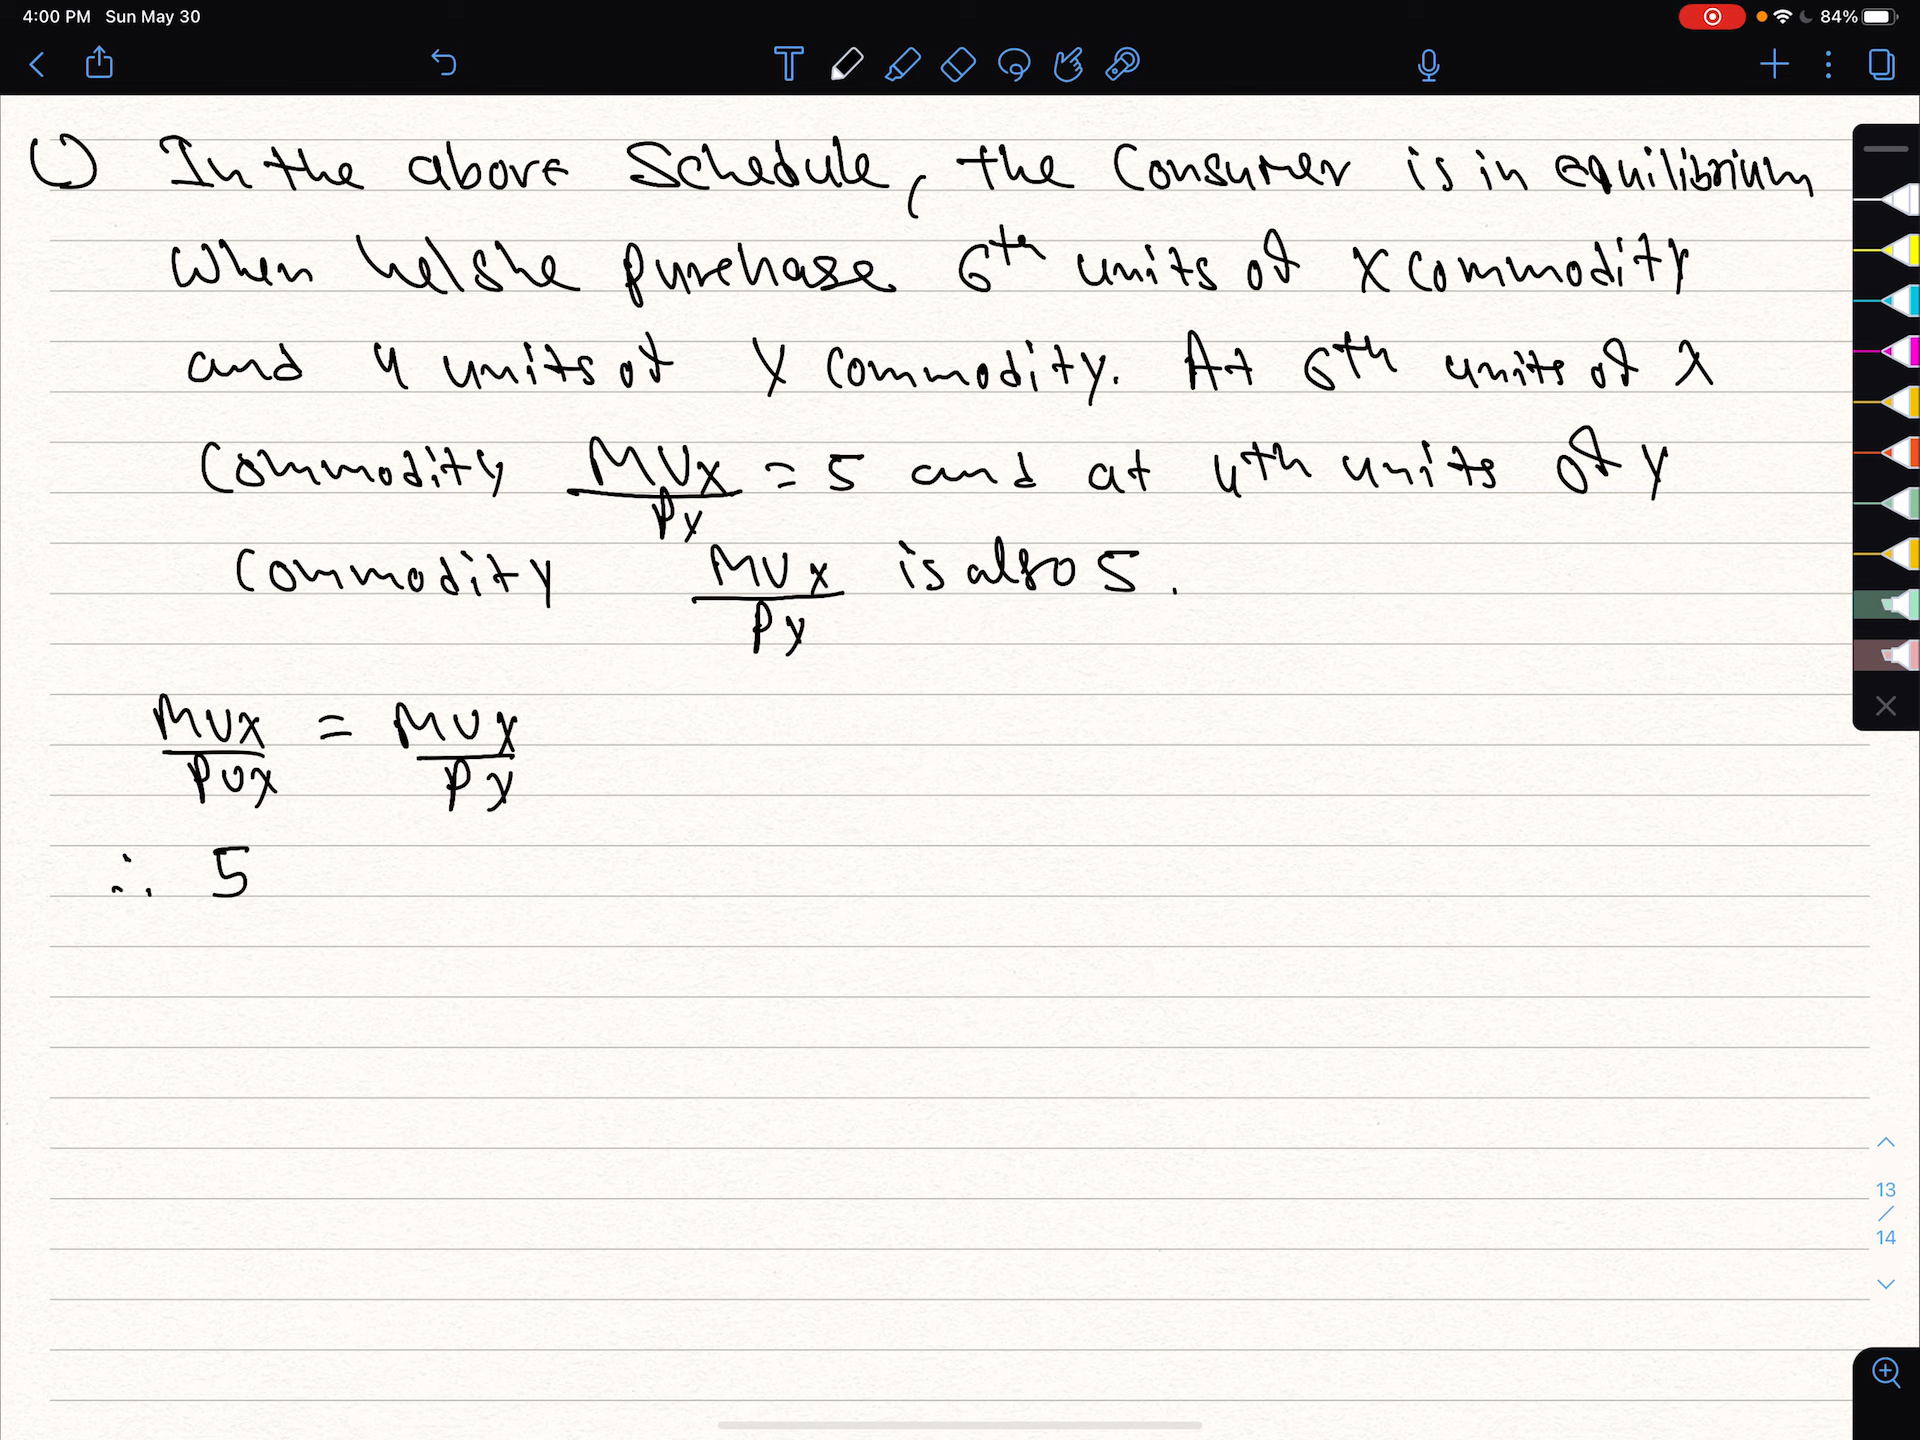 4:00 PM Sun May 30
84%
T
In the above Schedule, the Consumer is in equilibrium
When he/she purchase 6th units of X Commodity
and 4 units of Y Commodity. At 6th units of X
Commodity MUx/Px = 5 and at 4th units of Y
Commodity MUx/Py is also 5.
MUx/PUx = MUy/Py
∴ 5
13
/
14